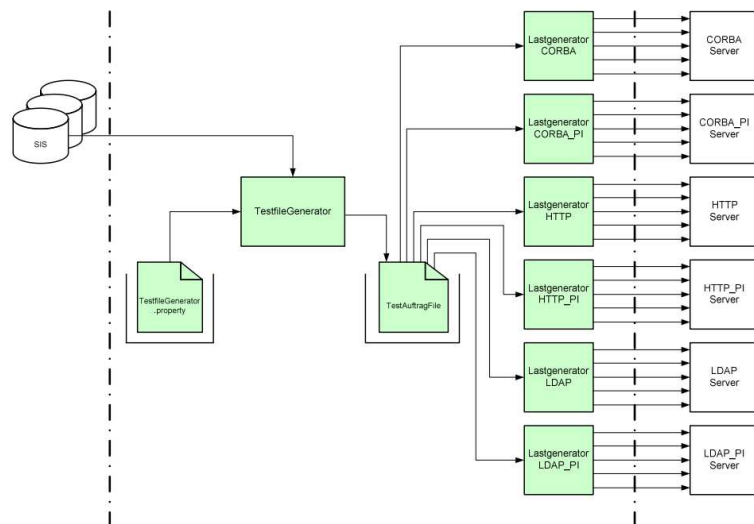 Lastgenerator
CORBA
CORBA
Server
SIS
Lastgenerator
CORBA_PI
CORBA_PI
Server
TestfileGenerator
Lastgenerator
HTTP
HTTP
Server
TestfileGenerator
.property
TestAuftragFile
Lastgenerator
HTTP_PI
HTTP_PI
Server
Lastgenerator
LDAP
LDAP
Server
Lastgenerator
LDAP_PI
LDAP_PI
Server